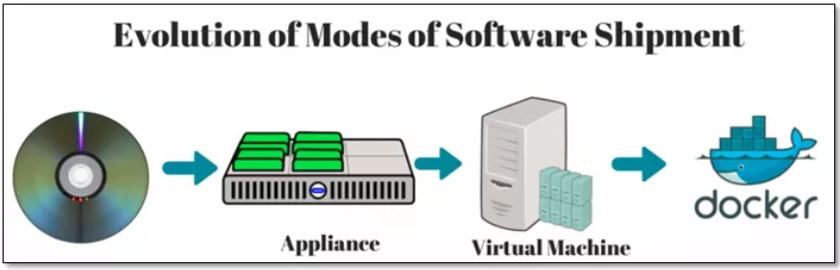 Evolution of Modes of Software Shipment
Appliance
Virtual Machine
docker